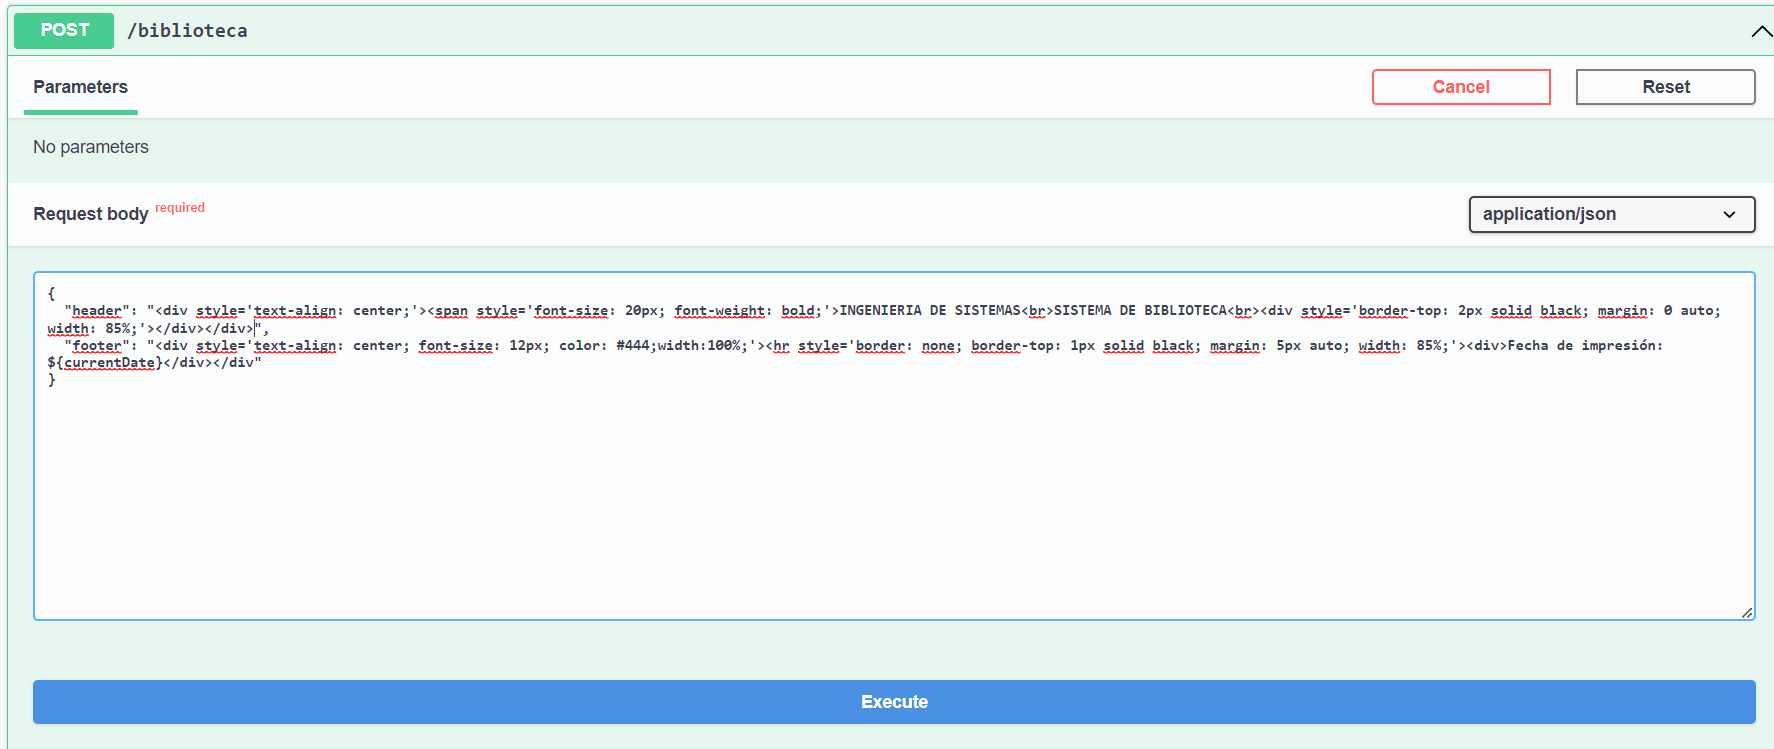 POST /biblioteca
Parameters
Cancel
Reset
No parameters
Request body required
application/json
{
"header": "<div style='text-align: center;'><span style='font-size: 20px; font-weight: bold;'>INGENIERIA DE SISTEMAS<br>SISTEMA DE BIBLIOTECA<br><div style='border-top: 2px solid black; margin: 0 auto;
width: 85%;'></div></div>",
"footer": "<div style='text-align: center; font-size: 12px; color: #444;width:100%;'><hr style='border: none; border-top: 1px solid black; margin: 5px auto; width: 85%;'><div>Fecha de impresión:
${currentDate}</div></div"
}
Execute